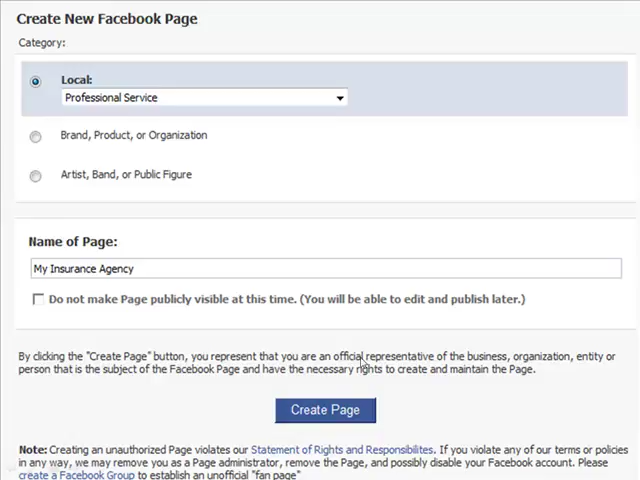 Create New Facebook Page
Category:
Local:
Professional Service
Brand, Product, or Organization
Artist, Band, or Public Figure
Name of Page:
My Insurance Agency
Do not make Page publicly visible at this time. (You will be able to edit and publish later.)
By clicking the "Create Page" button, you represent that you are an official representative of the business, organization, entity or
person that is the subject of the Facebook Page and have the necessary rights to create and maintain the Page.
Create Page
Note: Creating an unauthorized Page violates our Statement of Rights and Responsibilites. If you violate any of our terms or policies
in any way, we may remove you as a Page administrator, remove the Page, and possibly disable your Facebook account. Please
create a Facebook Group to establish an unofficial "fan page"